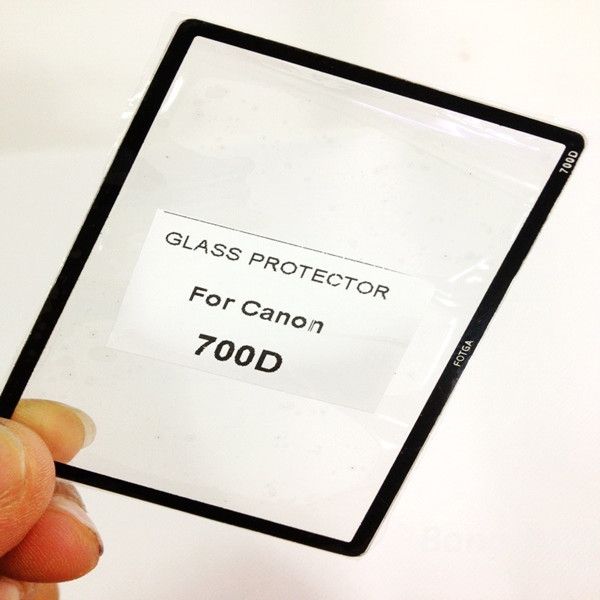 700D
GLASS PROTECTOR
For Canon
700D
FOTGA